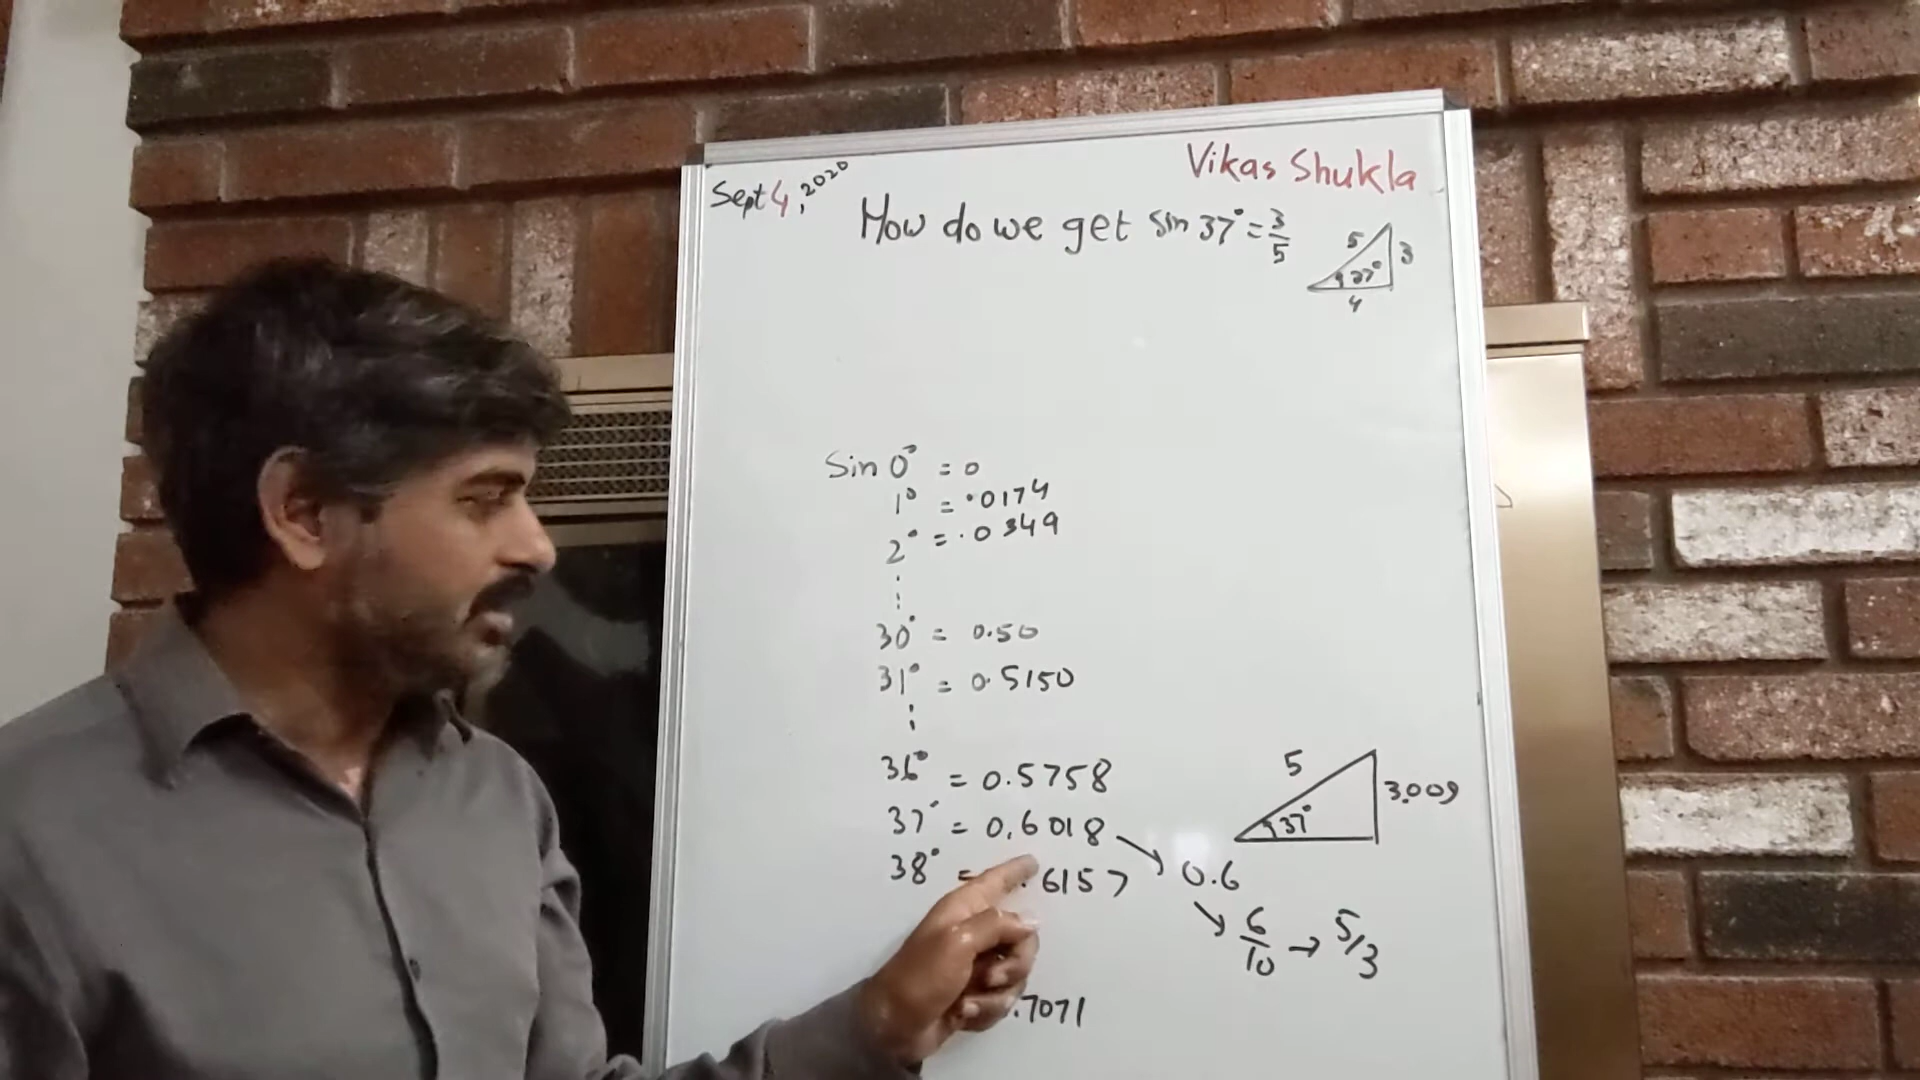 Vikas Shukla
Sept 4, 2020
How do we get sin 37° = 3/5
5
3
37°
4
Sin 0° = 0
1° = .0174
2° = .0349
30° = 0.50
31° = 0.5150
36° = 0.5758
37° = 0.6018
38° = .6157
5
3.009
37°
0.6
6/10 → 5/3
.7071